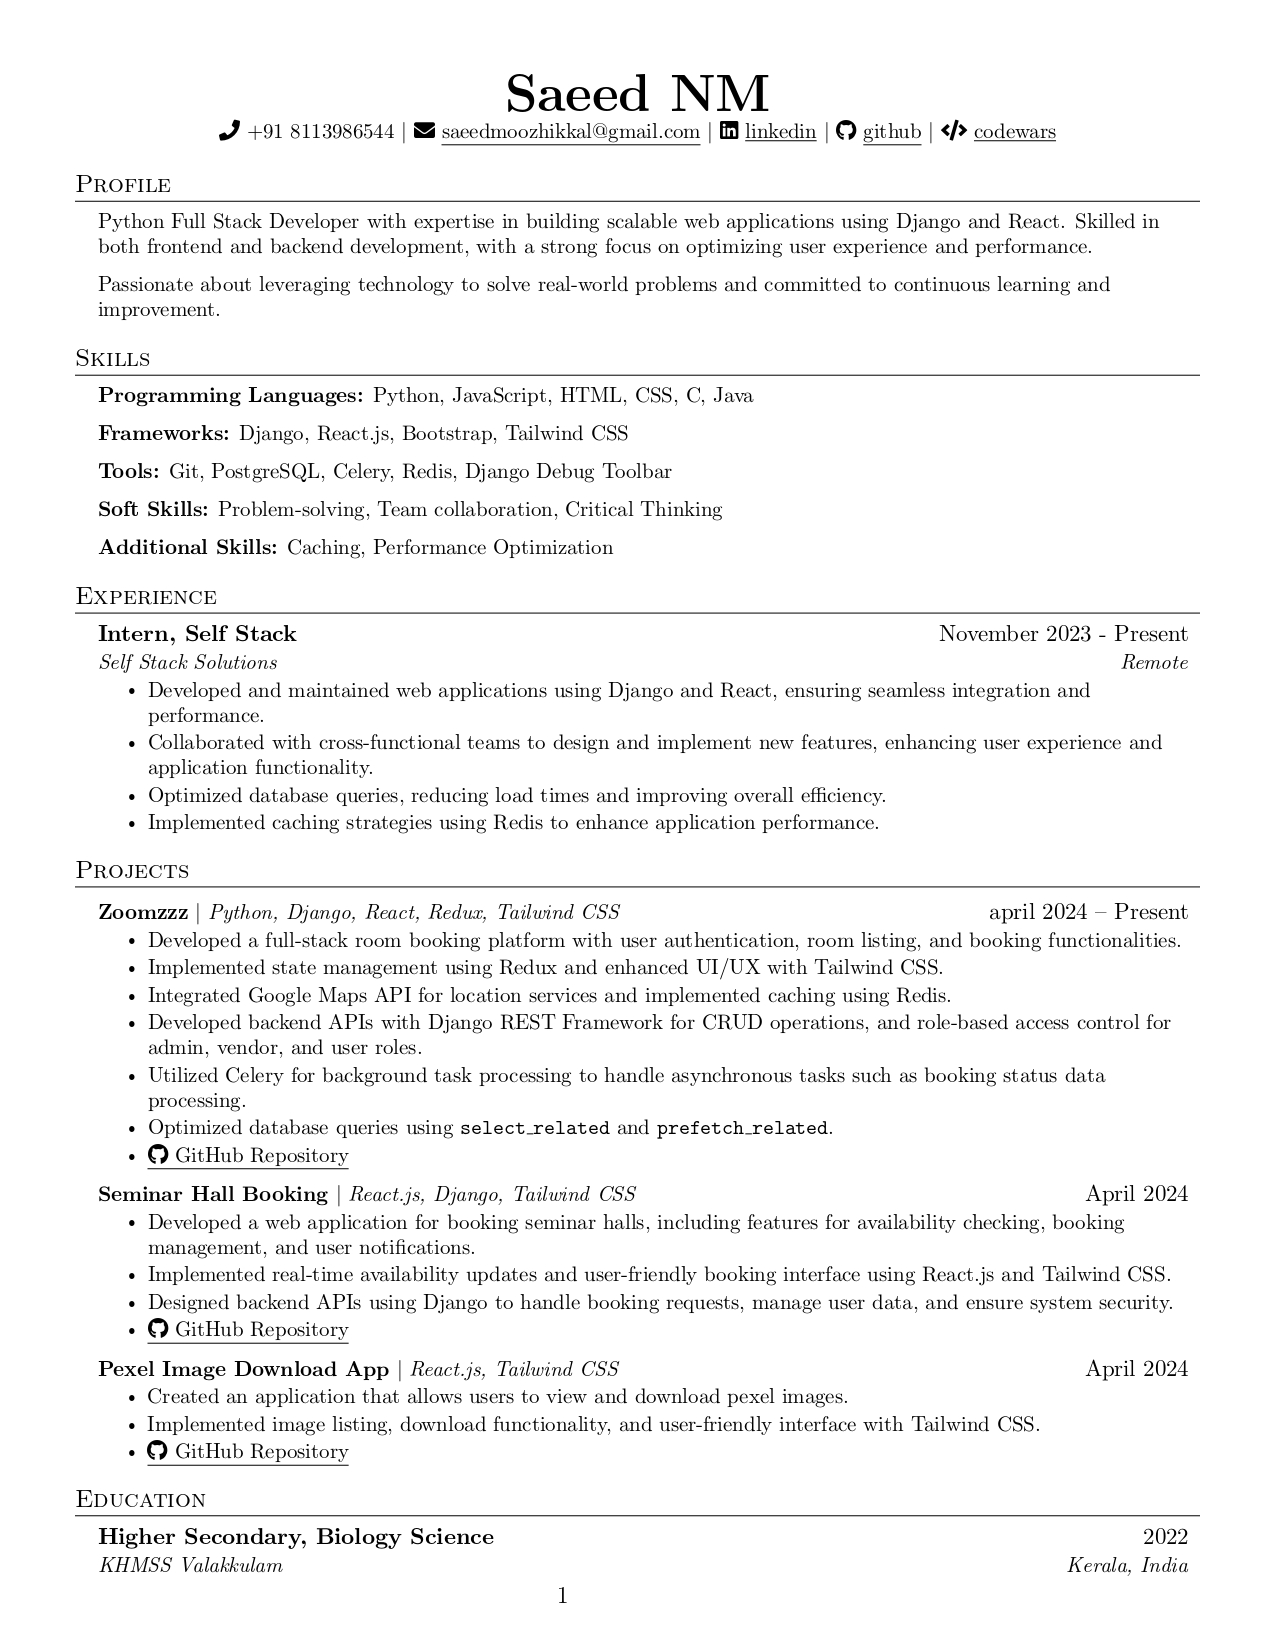 Saeed NM
+91 8113986544 | saeedmoozhikkal@gmail.com | linkedin | github | codewars
Profile
Python Full Stack Developer with expertise in building scalable web applications using Django and React. Skilled in
both frontend and backend development, with a strong focus on optimizing user experience and performance.
Passionate about leveraging technology to solve real-world problems and committed to continuous learning and
improvement.
Skills
Programming Languages: Python, JavaScript, HTML, CSS, C, Java
Frameworks: Django, React.js, Bootstrap, Tailwind CSS
Tools: Git, PostgreSQL, Celery, Redis, Django Debug Toolbar
Soft Skills: Problem-solving, Team collaboration, Critical Thinking
Additional Skills: Caching, Performance Optimization
Experience
Intern, Self Stack November 2023 - Present
Self Stack Solutions Remote
• Developed and maintained web applications using Django and React, ensuring seamless integration and
performance.
• Collaborated with cross-functional teams to design and implement new features, enhancing user experience and
application functionality.
• Optimized database queries, reducing load times and improving overall efficiency.
• Implemented caching strategies using Redis to enhance application performance.
Projects
Zoomzzz | Python, Django, React, Redux, Tailwind CSS april 2024 – Present
• Developed a full-stack room booking platform with user authentication, room listing, and booking functionalities.
• Implemented state management using Redux and enhanced UI/UX with Tailwind CSS.
• Integrated Google Maps API for location services and implemented caching using Redis.
• Developed backend APIs with Django REST Framework for CRUD operations, and role-based access control for
admin, vendor, and user roles.
• Utilized Celery for background task processing to handle asynchronous tasks such as booking status data
processing.
• Optimized database queries using select_related and prefetch_related.
• GitHub Repository
Seminar Hall Booking | React.js, Django, Tailwind CSS April 2024
• Developed a web application for booking seminar halls, including features for availability checking, booking
management, and user notifications.
• Implemented real-time availability updates and user-friendly booking interface using React.js and Tailwind CSS.
• Designed backend APIs using Django to handle booking requests, manage user data, and ensure system security.
• GitHub Repository
Pexel Image Download App | React.js, Tailwind CSS April 2024
• Created an application that allows users to view and download pexel images.
• Implemented image listing, download functionality, and user-friendly interface with Tailwind CSS.
• GitHub Repository
Education
Higher Secondary, Biology Science 2022
KHMSS Valakkulam Kerala, India
1